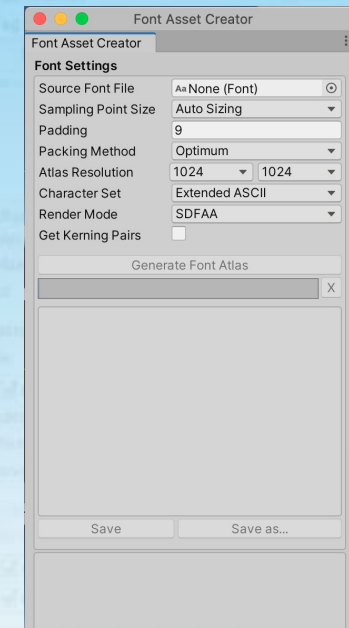 Font Asset Creator
Font Asset Creator
Font Settings
Source Font File Aa None (Font)
Sampling Point Size Auto Sizing
Padding 9
Packing Method Optimum
Atlas Resolution 1024 1024
Character Set Extended ASCII
Render Mode SDFAA
Get Kerning Pairs
Generate Font Atlas
X
Save Save as...